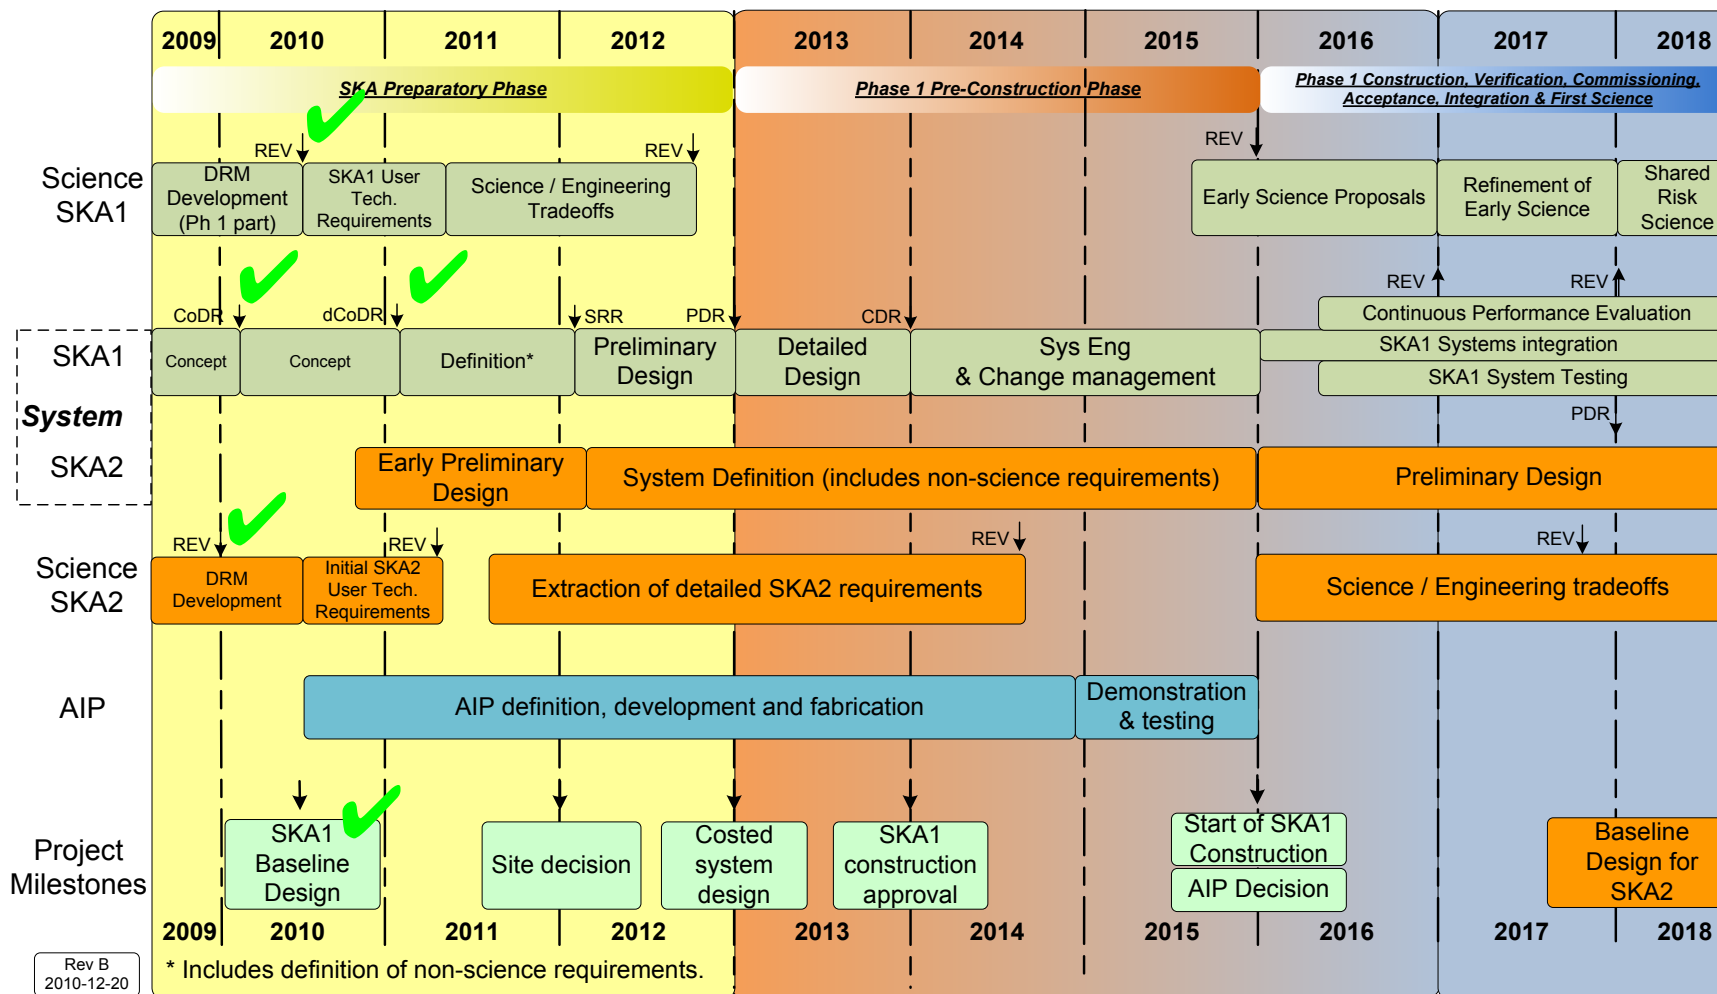 2009 2010 2011 2012 2013 2014 2015 2016 2017 2018
SKA Preparatory Phase
Phase 1 Pre-Construction Phase
Phase 1 Construction, Verification, Commissioning,
Acceptance, Integration & First Science
Science
SKA1
REV
REV
REV
DRM
Development
(Ph 1 part)
SKA1 User
Tech.
Requirements
Science / Engineering
Tradeoffs
Early Science Proposals
Refinement of
Early Science
Shared
Risk
Science
REV
REV
CoDR
dCoDR
SRR
PDR
CDR
SKA1
Concept
Concept
Definition*
Preliminary
Design
Detailed
Design
Sys Eng
& Change management
Continuous Performance Evaluation
SKA1 Systems integration
SKA1 System Testing
System
PDR
SKA2
Early Preliminary
Design
System Definition (includes non-science requirements)
Preliminary Design
Science
SKA2
REV
REV
REV
REV
DRM
Development
Initial SKA2
User Tech.
Requirements
Extraction of detailed SKA2 requirements
Science / Engineering tradeoffs
AIP
AIP definition, development and fabrication
Demonstration
& testing
Project
Milestones
SKA1
Baseline
Design
Site decision
Costed
system
design
SKA1
construction
approval
Start of SKA1
Construction
AIP Decision
Baseline
Design for
SKA2
2009 2010 2011 2012 2013 2014 2015 2016 2017 2018
Rev B
2010-12-20
* Includes definition of non-science requirements.